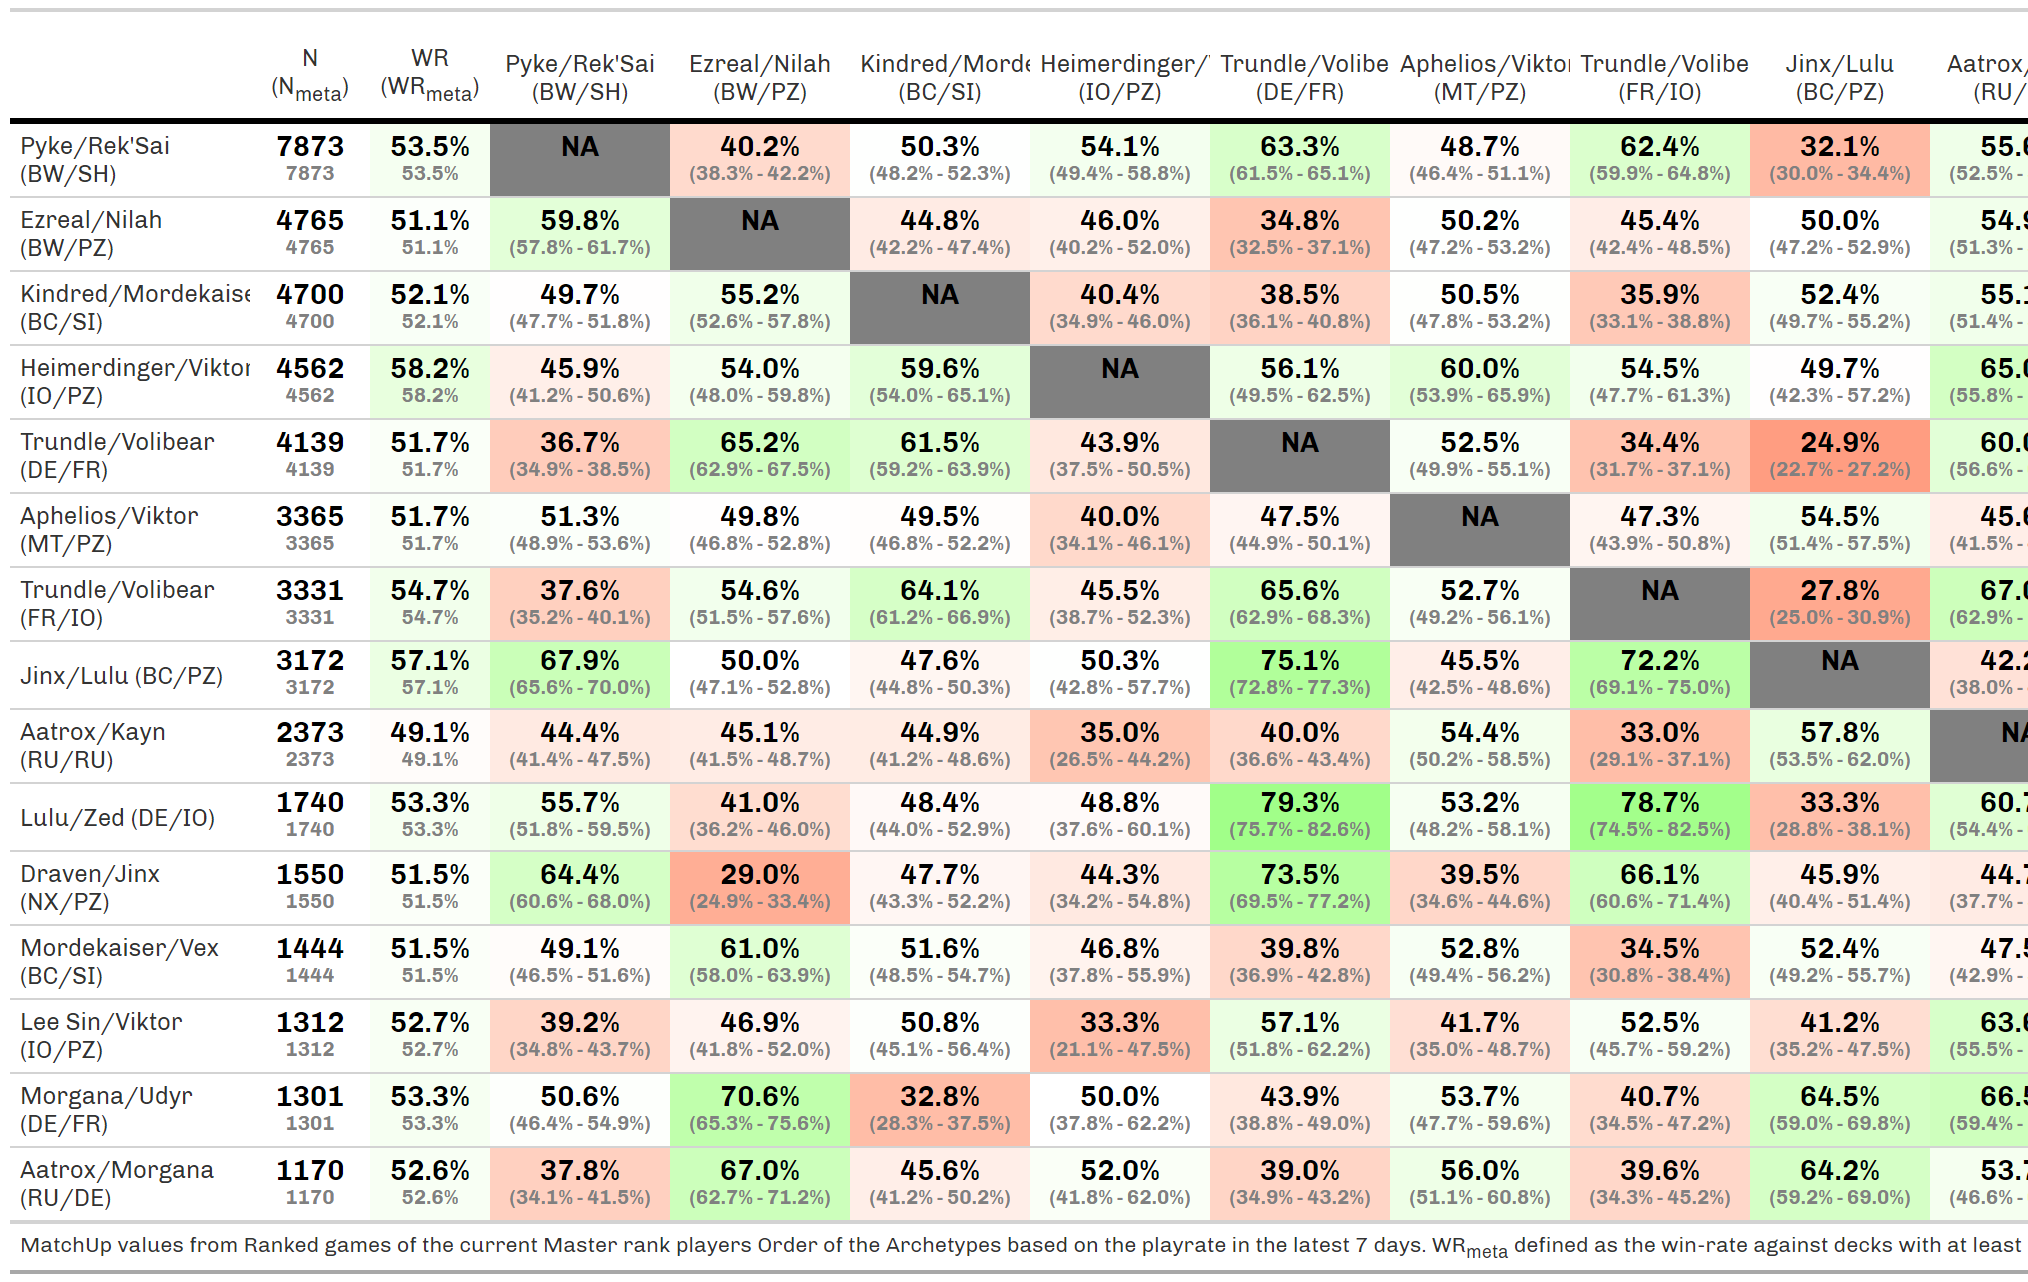 N WR Pyke/Rek'Sai Ezreal/Nilah Kindred/Morde Heimerdinger/ Trundle/Volibe Aphelios/Viktor Trundle/Volibe Jinx/Lulu Aatrox/
(Nmeta) (WRmeta) (BW/SH) (BW/PZ) (BC/SI) (IO/PZ) (DE/FR) (MT/PZ) (FR/IO) (BC/PZ) (RU/
Pyke/Rek'Sai 7873 53.5% NA 40.2% 50.3% 54.1% 63.3% 48.7% 62.4% 32.1% 55.6
(BW/SH) 7873 53.5% (38.3% - 42.2%) (48.2% - 52.3%) (49.4% - 58.8%) (61.5% - 65.1%) (46.4% - 51.1%) (59.9% - 64.8%) (30.0% - 34.4%) (52.5% -
Ezreal/Nilah 4765 51.1% 59.8% NA 44.8% 46.0% 34.8% 50.2% 45.4% 50.0% 54.9
(BW/PZ) 4765 51.1% (57.8% - 61.7%) (42.2% - 47.4%) (40.2% - 52.0%) (32.5% - 37.1%) (47.2% - 53.2%) (42.4% - 48.5%) (47.2% - 52.9%) (51.3% -
Kindred/Mordekaise 4700 52.1% 49.7% 55.2% NA 40.4% 38.5% 50.5% 35.9% 52.4% 55.1
(BC/SI) 4700 52.1% (47.7% - 51.8%) (52.6% - 57.8%) (34.9% - 46.0%) (36.1% - 40.8%) (47.8% - 53.2%) (33.1% - 38.8%) (49.7% - 55.2%) (51.4% -
Heimerdinger/Viktor 4562 58.2% 45.9% 54.0% 59.6% NA 56.1% 60.0% 54.5% 49.7% 65.0
(IO/PZ) 4562 58.2% (41.2% - 50.6%) (48.0% - 59.8%) (54.0% - 65.1%) (49.5% - 62.5%) (53.9% - 65.9%) (47.7% - 61.3%) (42.3% - 57.2%) (55.8% -
Trundle/Volibear 4139 51.7% 36.7% 65.2% 61.5% 43.9% NA 52.5% 34.4% 24.9% 60.0
(DE/FR) 4139 51.7% (34.9% - 38.5%) (62.9% - 67.5%) (59.2% - 63.9%) (37.5% - 50.5%) (49.9% - 55.1%) (31.7% - 37.1%) (22.7% - 27.2%) (56.6% -
Aphelios/Viktor 3365 51.7% 51.3% 49.8% 49.5% 40.0% 47.5% NA 47.3% 54.5% 45.6
(MT/PZ) 3365 51.7% (48.9% - 53.6%) (46.8% - 52.8%) (46.8% - 52.2%) (34.1% - 46.1%) (44.9% - 50.1%) (43.9% - 50.8%) (51.4% - 57.5%) (41.5% -
Trundle/Volibear 3331 54.7% 37.6% 54.6% 64.1% 45.5% 65.6% 52.7% NA 27.8% 67.0
(FR/IO) 3331 54.7% (35.2% - 40.1%) (51.5% - 57.6%) (61.2% - 66.9%) (38.7% - 52.3%) (62.9% - 68.3%) (49.2% - 56.1%) (25.0% - 30.9%) (62.9% -
Jinx/Lulu (BC/PZ) 3172 57.1% 67.9% 50.0% 47.6% 50.3% 75.1% 45.5% 72.2% NA 42.2
3172 57.1% (65.6% - 70.0%) (47.1% - 52.8%) (44.8% - 50.3%) (42.8% - 57.7%) (72.8% - 77.3%) (42.5% - 48.6%) (69.1% - 75.0%) (38.0% -
Aatrox/Kayn 2373 49.1% 44.4% 45.1% 44.9% 35.0% 40.0% 54.4% 33.0% 57.8% NA
(RU/RU) 2373 49.1% (41.4% - 47.5%) (41.5% - 48.7%) (41.2% - 48.6%) (26.5% - 44.2%) (36.6% - 43.4%) (50.2% - 58.5%) (29.1% - 37.1%) (53.5% - 62.0%)
Lulu/Zed (DE/IO) 1740 53.3% 55.7% 41.0% 48.4% 48.8% 79.3% 53.2% 78.7% 33.3% 60.7
1740 53.3% (51.8% - 59.5%) (36.2% - 46.0%) (44.0% - 52.9%) (37.6% - 60.1%) (75.7% - 82.6%) (48.2% - 58.1%) (74.5% - 82.5%) (28.8% - 38.1%) (54.4% -
Draven/Jinx 1550 51.5% 64.4% 29.0% 47.7% 44.3% 73.5% 39.5% 66.1% 45.9% 44.7
(NX/PZ) 1550 51.5% (60.6% - 68.0%) (24.9% - 33.4%) (43.3% - 52.2%) (34.2% - 54.8%) (69.5% - 77.2%) (34.6% - 44.6%) (60.6% - 71.4%) (40.4% - 51.4%) (37.7% -
Mordekaiser/Vex 1444 51.5% 49.1% 61.0% 51.6% 46.8% 39.8% 52.8% 34.5% 52.4% 47.5
(BC/SI) 1444 51.5% (46.5% - 51.6%) (58.0% - 63.9%) (48.5% - 54.7%) (37.8% - 55.9%) (36.9% - 42.8%) (49.4% - 56.2%) (30.8% - 38.4%) (49.2% - 55.7%) (42.9% -
Lee Sin/Viktor 1312 52.7% 39.2% 46.9% 50.8% 33.3% 57.1% 41.7% 52.5% 41.2% 63.6
(IO/PZ) 1312 52.7% (34.8% - 43.7%) (41.8% - 52.0%) (45.1% - 56.4%) (21.1% - 47.5%) (51.8% - 62.2%) (35.0% - 48.7%) (45.7% - 59.2%) (35.2% - 47.5%) (55.5% -
Morgana/Udyr 1301 53.3% 50.6% 70.6% 32.8% 50.0% 43.9% 53.7% 40.7% 64.5% 66.5
(DE/FR) 1301 53.3% (46.4% - 54.9%) (65.3% - 75.6%) (28.3% - 37.5%) (37.8% - 62.2%) (38.8% - 49.0%) (47.7% - 59.6%) (34.5% - 47.2%) (59.0% - 69.8%) (59.4% -
Aatrox/Morgana 1170 52.6% 37.8% 67.0% 45.6% 52.0% 39.0% 56.0% 39.6% 64.2% 53.7
(RU/DE) 1170 52.6% (34.1% - 41.5%) (62.7% - 71.2%) (41.2% - 50.2%) (41.8% - 62.0%) (34.9% - 43.2%) (51.1% - 60.8%) (34.3% - 45.2%) (59.2% - 69.0%) (46.6% -
MatchUp values from Ranked games of the current Master rank players Order of the Archetypes based on the playrate in the latest 7 days. WRmeta defined as the win-rate against decks with at least